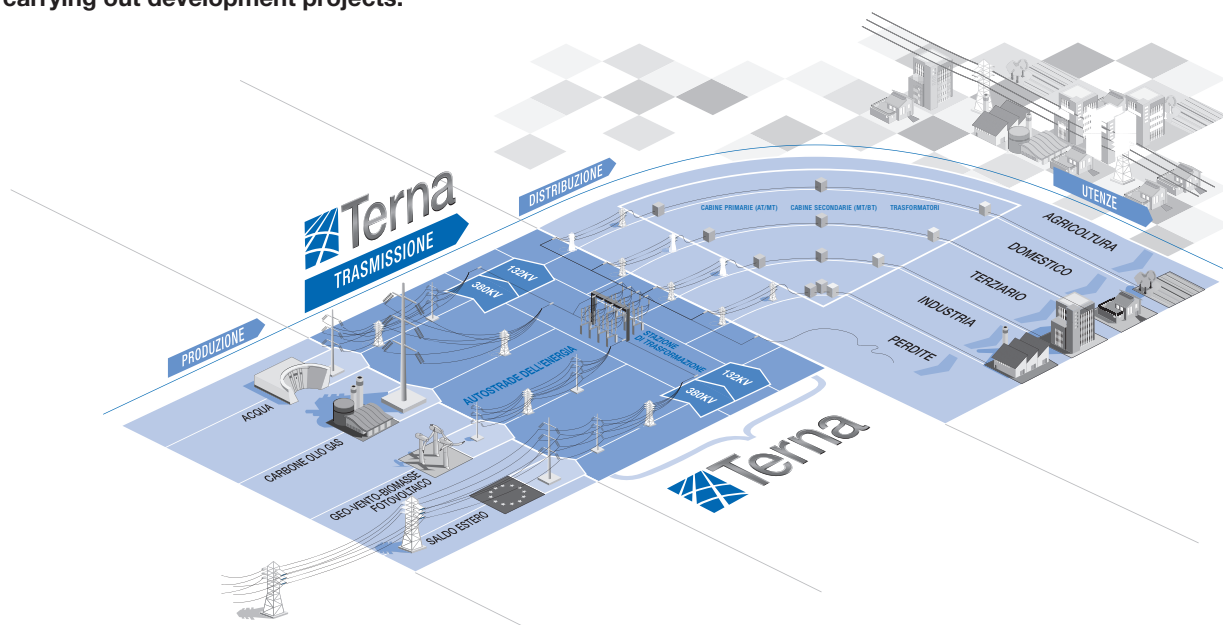 carrying out development projects.
UTENZE
DISTRIBUZIONE
CABINE PRIMARIE (AT/MT)
CABINE SECONDARIE (MT/BT)
TRASFORMATORI
AGRICOLTURA
DOMESTICO
TERZIARIO
INDUSTRIA
PERDITE
Terna
TRASMISSIONE
132KV
380KV
PRODUZIONE
STAZIONE
DI TRASFORMAZIONE
AUTOSTRADE DELL'ENERGIA
132KV
380KV
ACQUA
CARBONE OLIO GAS
GEO-VENTO-BIOMASSE
FOTOVOLTAICO
SALDO ESTERO
Terna